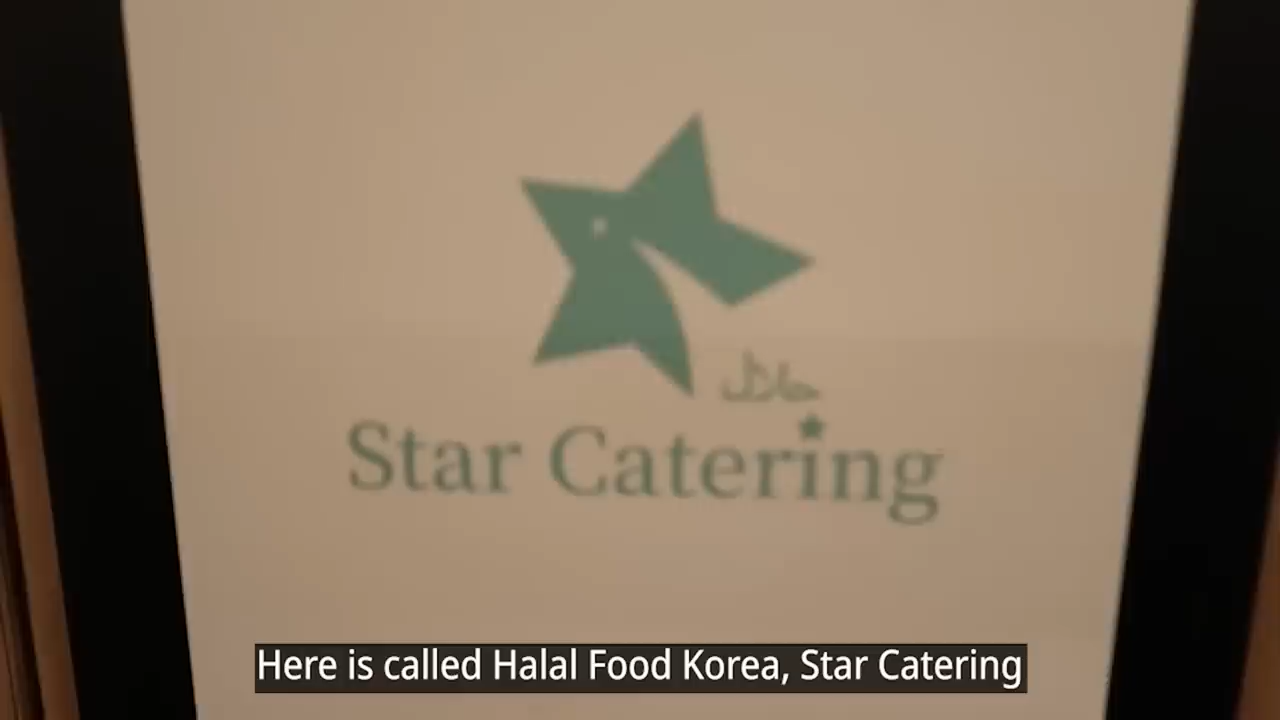 حلال
Star Catering
Here is called Halal Food Korea, Star Catering